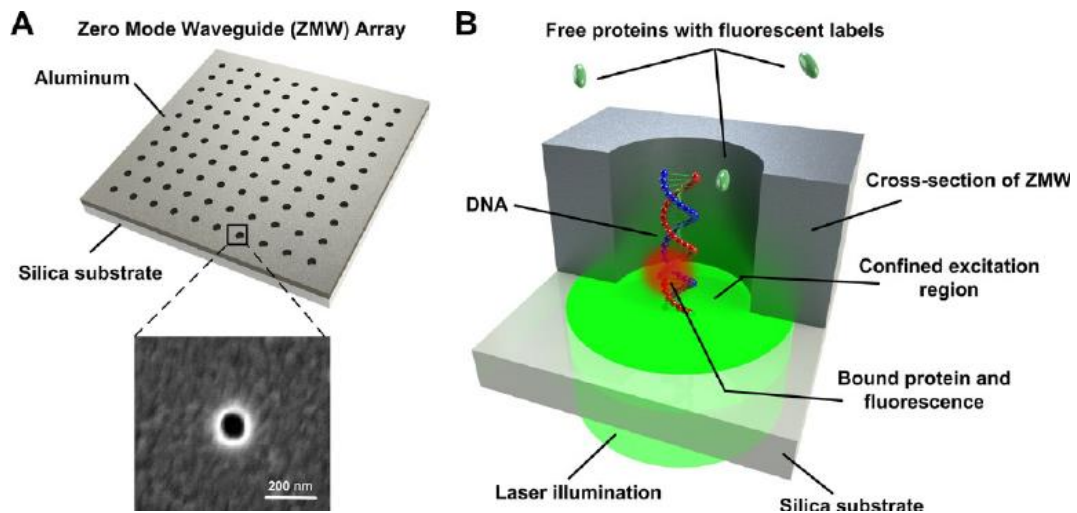 A
Zero Mode Waveguide (ZMW) Array
Aluminum
Silica substrate
200 nm
B
Free proteins with fluorescent labels
DNA
Cross-section of ZMW
Confined excitation
region
Bound protein and
fluorescence
Laser illumination
Silica substrate